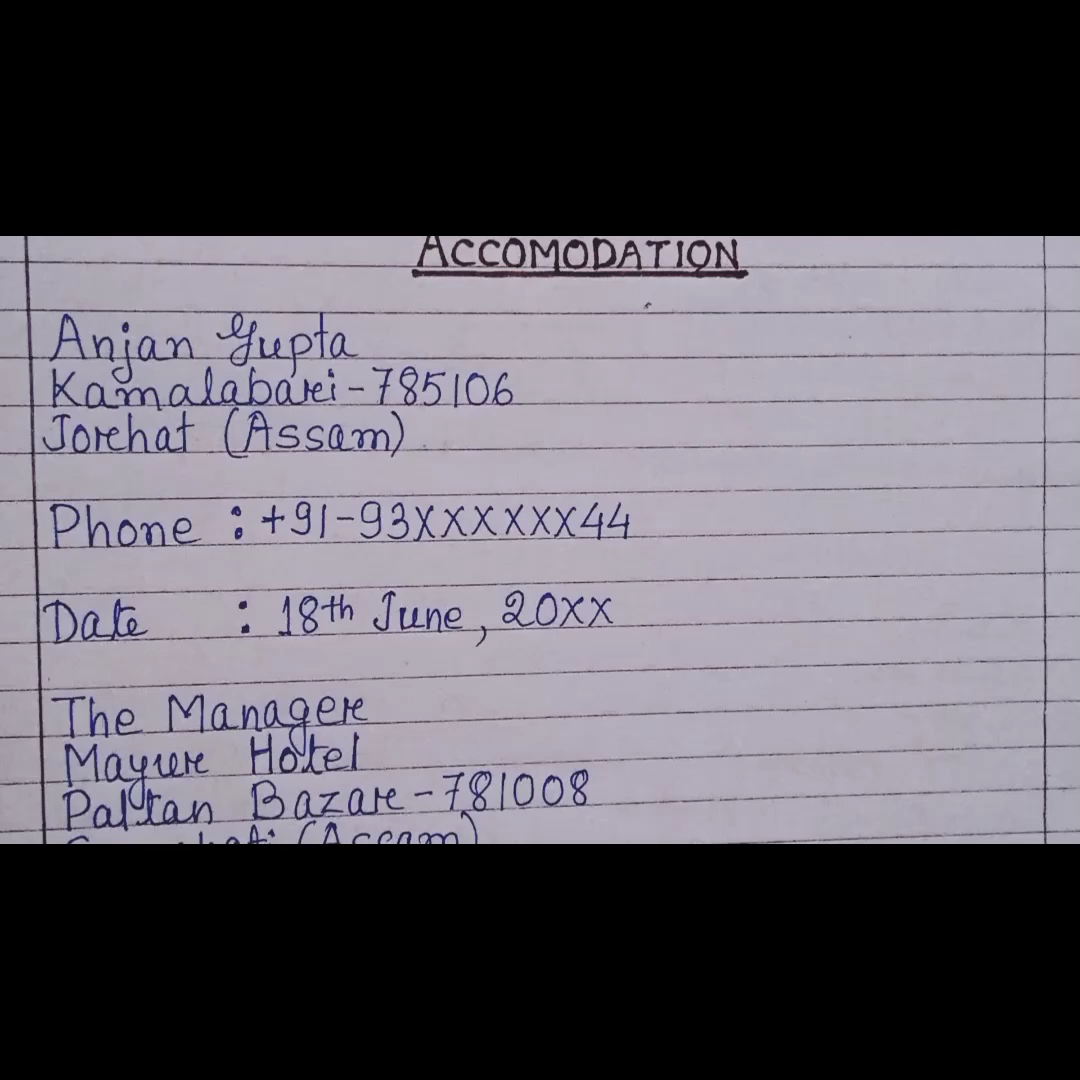 ACCOMODATION
Anjan Gupta
Kamalabari-785106
Jorhat (Assam)
Phone : +91-93XXXXXX44
Date : 18th June, 20XX
The Manager
Mayur Hotel
Paltan Bazar-781008
(Assam)